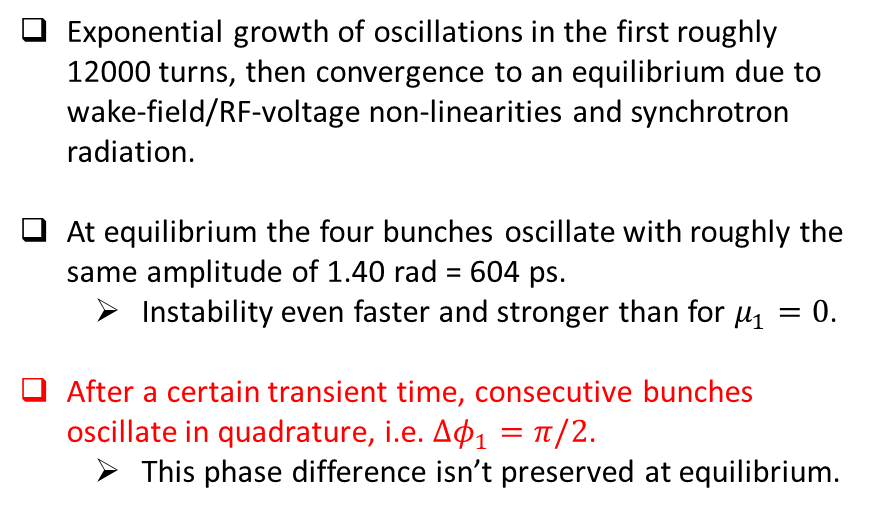 ❑ Exponential growth of oscillations in the first roughly
12000 turns, then convergence to an equilibrium due to
wake-field/RF-voltage non-linearities and synchrotron
radiation.
❑ At equilibrium the four bunches oscillate with roughly the
same amplitude of 1.40 rad = 604 ps.
➢ Instability even faster and stronger than for μ₁ = 0.
❑ After a certain transient time, consecutive bunches
oscillate in quadrature, i.e. Δϕ₁ = π/2.
➢ This phase difference isn’t preserved at equilibrium.